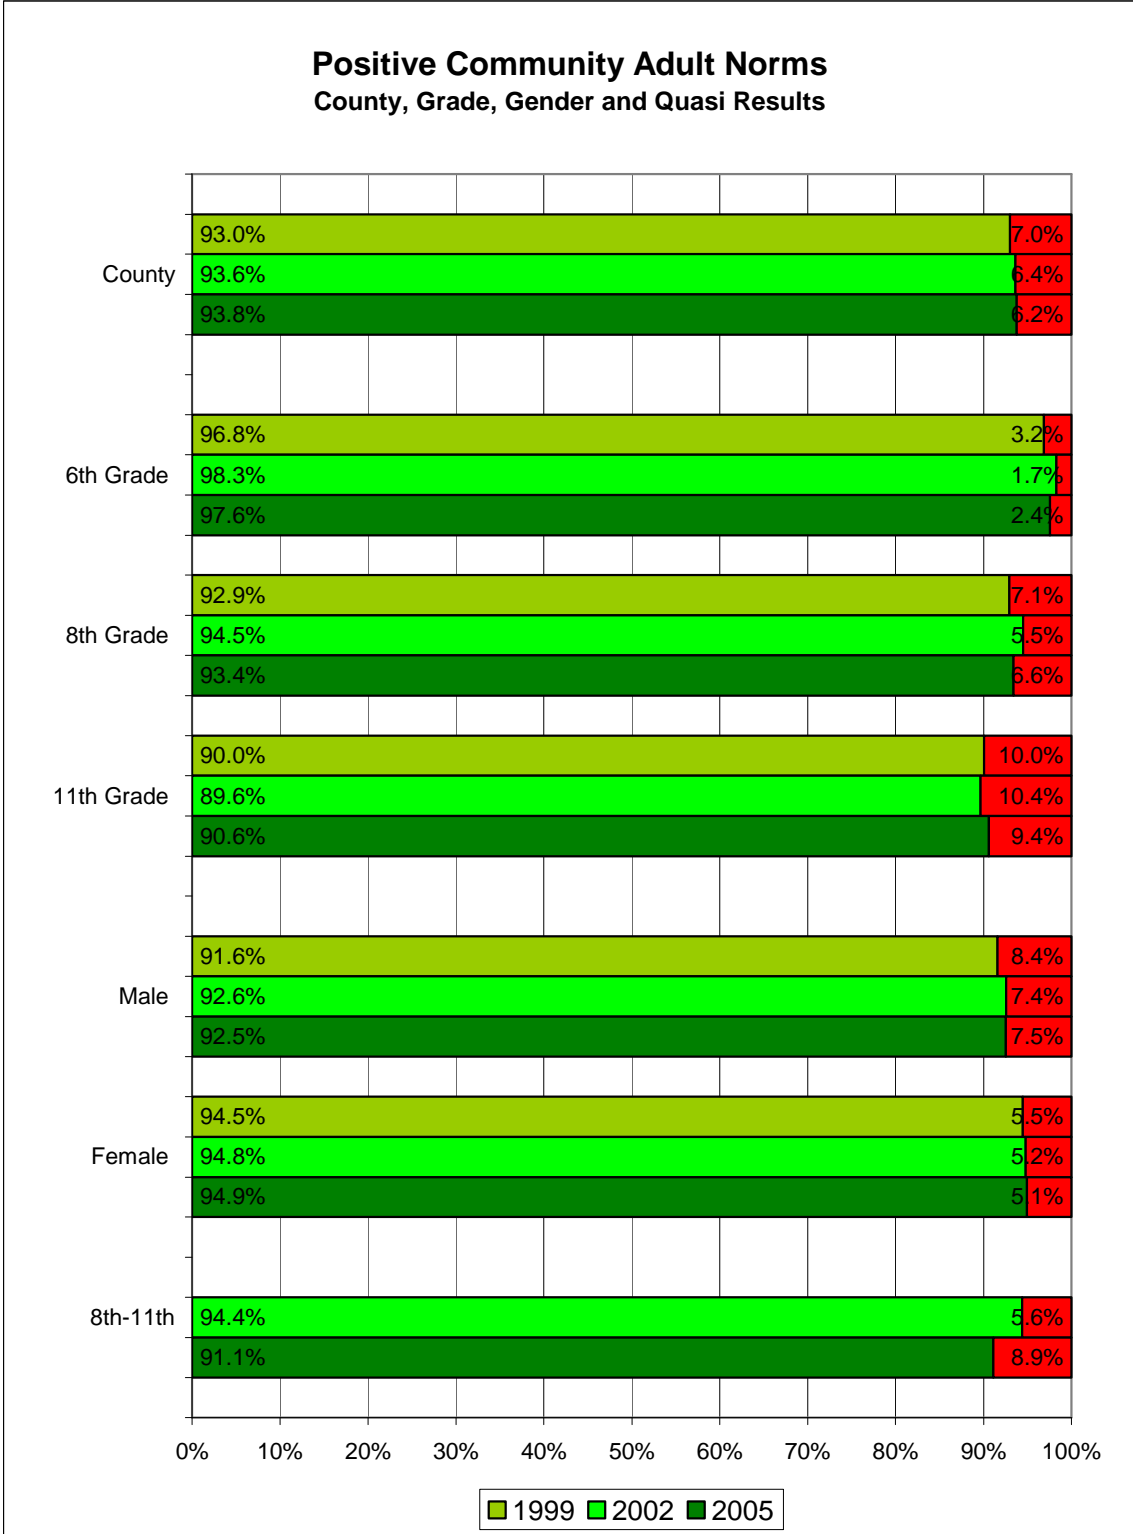 Positive Community Adult Norms
County, Grade, Gender and Quasi Results
93.0% 7.0%
County 93.6% 6.4%
93.8% 6.2%
96.8% 3.2%
6th Grade 98.3% 1.7%
97.6% 2.4%
92.9% 7.1%
8th Grade 94.5% 5.5%
93.4% 6.6%
90.0% 10.0%
11th Grade 89.6% 10.4%
90.6% 9.4%
91.6% 8.4%
Male 92.6% 7.4%
92.5% 7.5%
94.5% 5.5%
Female 94.8% 5.2%
94.9% 5.1%
8th-11th 94.4% 5.6%
91.1% 8.9%
0% 10% 20% 30% 40% 50% 60% 70% 80% 90% 100%
1999 2002 2005